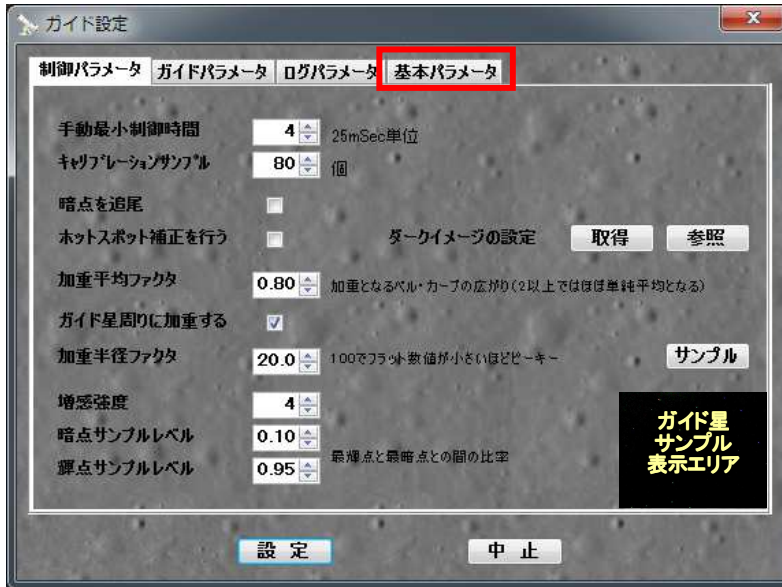 ガイド設定
制御パラメータ ガイドパラメータ ログパラメータ 基本パラメータ
手動最小制御時間 4 25mSec単位
ｷｬﾘﾌﾞﾚｰｼｮﾝｻﾝﾌﾟﾙ 80 個
暗点を追尾
ホットスポット補正を行う ダークイメージの設定 取得 参照
加重平均ファクタ 0.80 加重となるベル・カーブの広がり(2以上ではほぼ単純平均となる)
ガイド星周りに加重する
加重半径ファクタ 20.0 100でフラット数値が小さいほどピーキー サンプル
増感強度 4
暗点サンプルレベル 0.10
輝点サンプルレベル 0.95
最輝点と最暗点との間の比率
ガイド星
サンプル
表示エリア
設 定 中 止